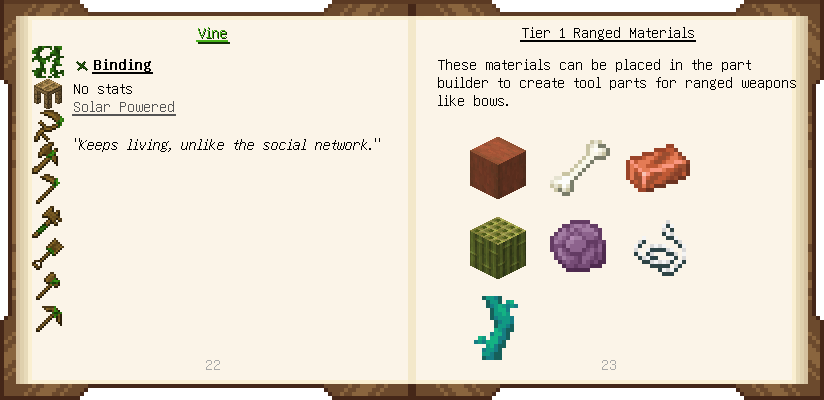 Vine
Binding
No stats
Solar Powered
"Keeps living, unlike the social network."
22
Tier 1 Ranged Materials
These materials can be placed in the part
builder to create tool parts for ranged weapons
like bows.
23